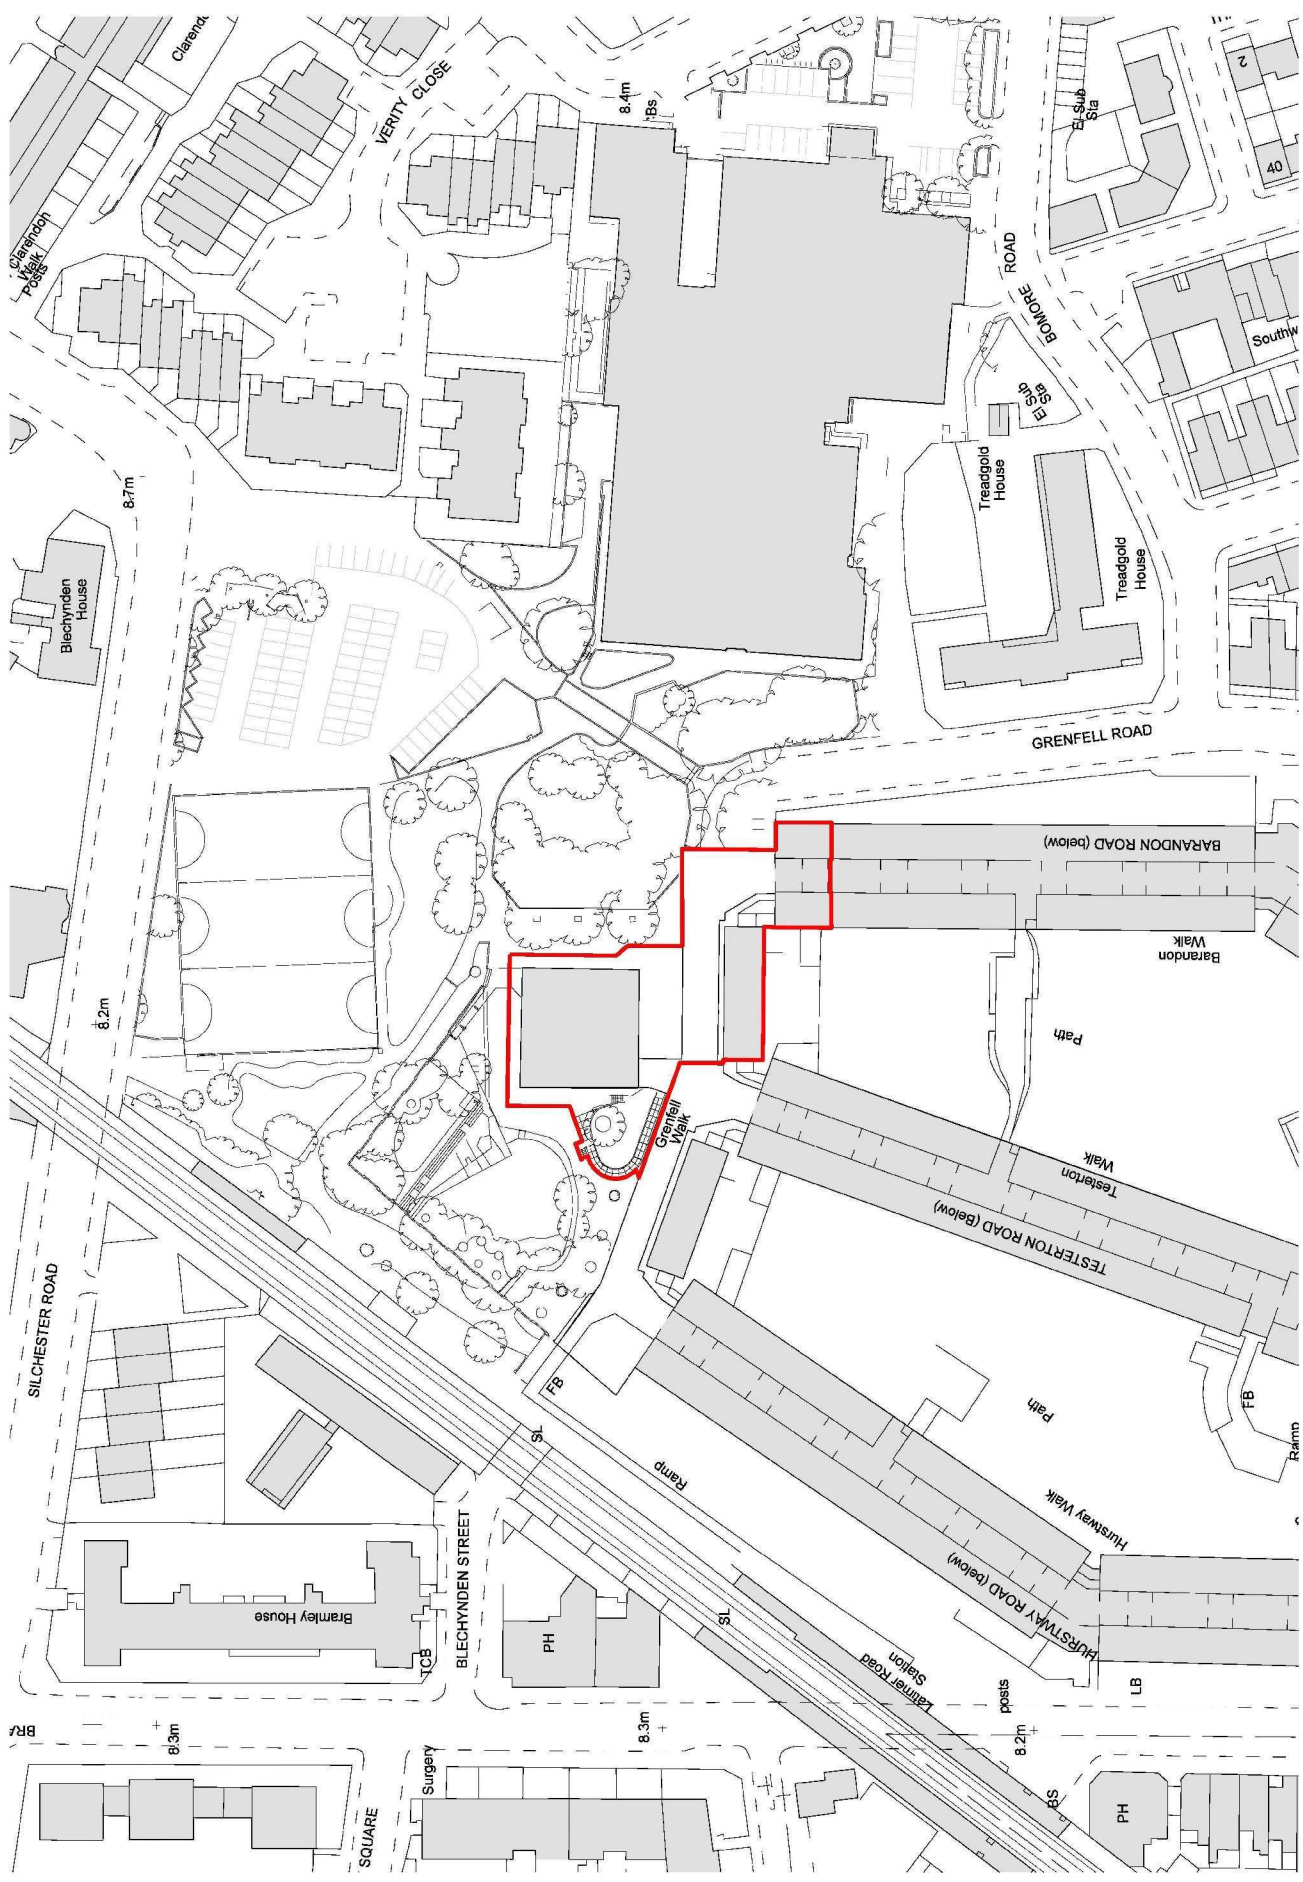 Clarendon
Walk
Posts
VERITY CLOSE
8.4m
Bs
El Sub
Sta
2
40
ROAD
BOMORE
El Sub
Sta
Treadgold
House
Treadgold
House
8.7m
Blechynden
House
GRENFELL ROAD
BARANDON ROAD (below)
Barandon
Walk
Path
8.2m
Grenfell
Walk
Testerton
Walk
TESTERTON ROAD (Below)
SILCHESTER ROAD
FB
SL
Ramp
Path
FB
Ramp
Hurstway Walk
HURSTWAY ROAD (below)
Bramley House
TCB
BLECHYNDEN STREET
PH
SL
Latimer Road
Station
posts
LB
8.3m
8.3m
8.2m
Surgery
SQUARE
BS
PH